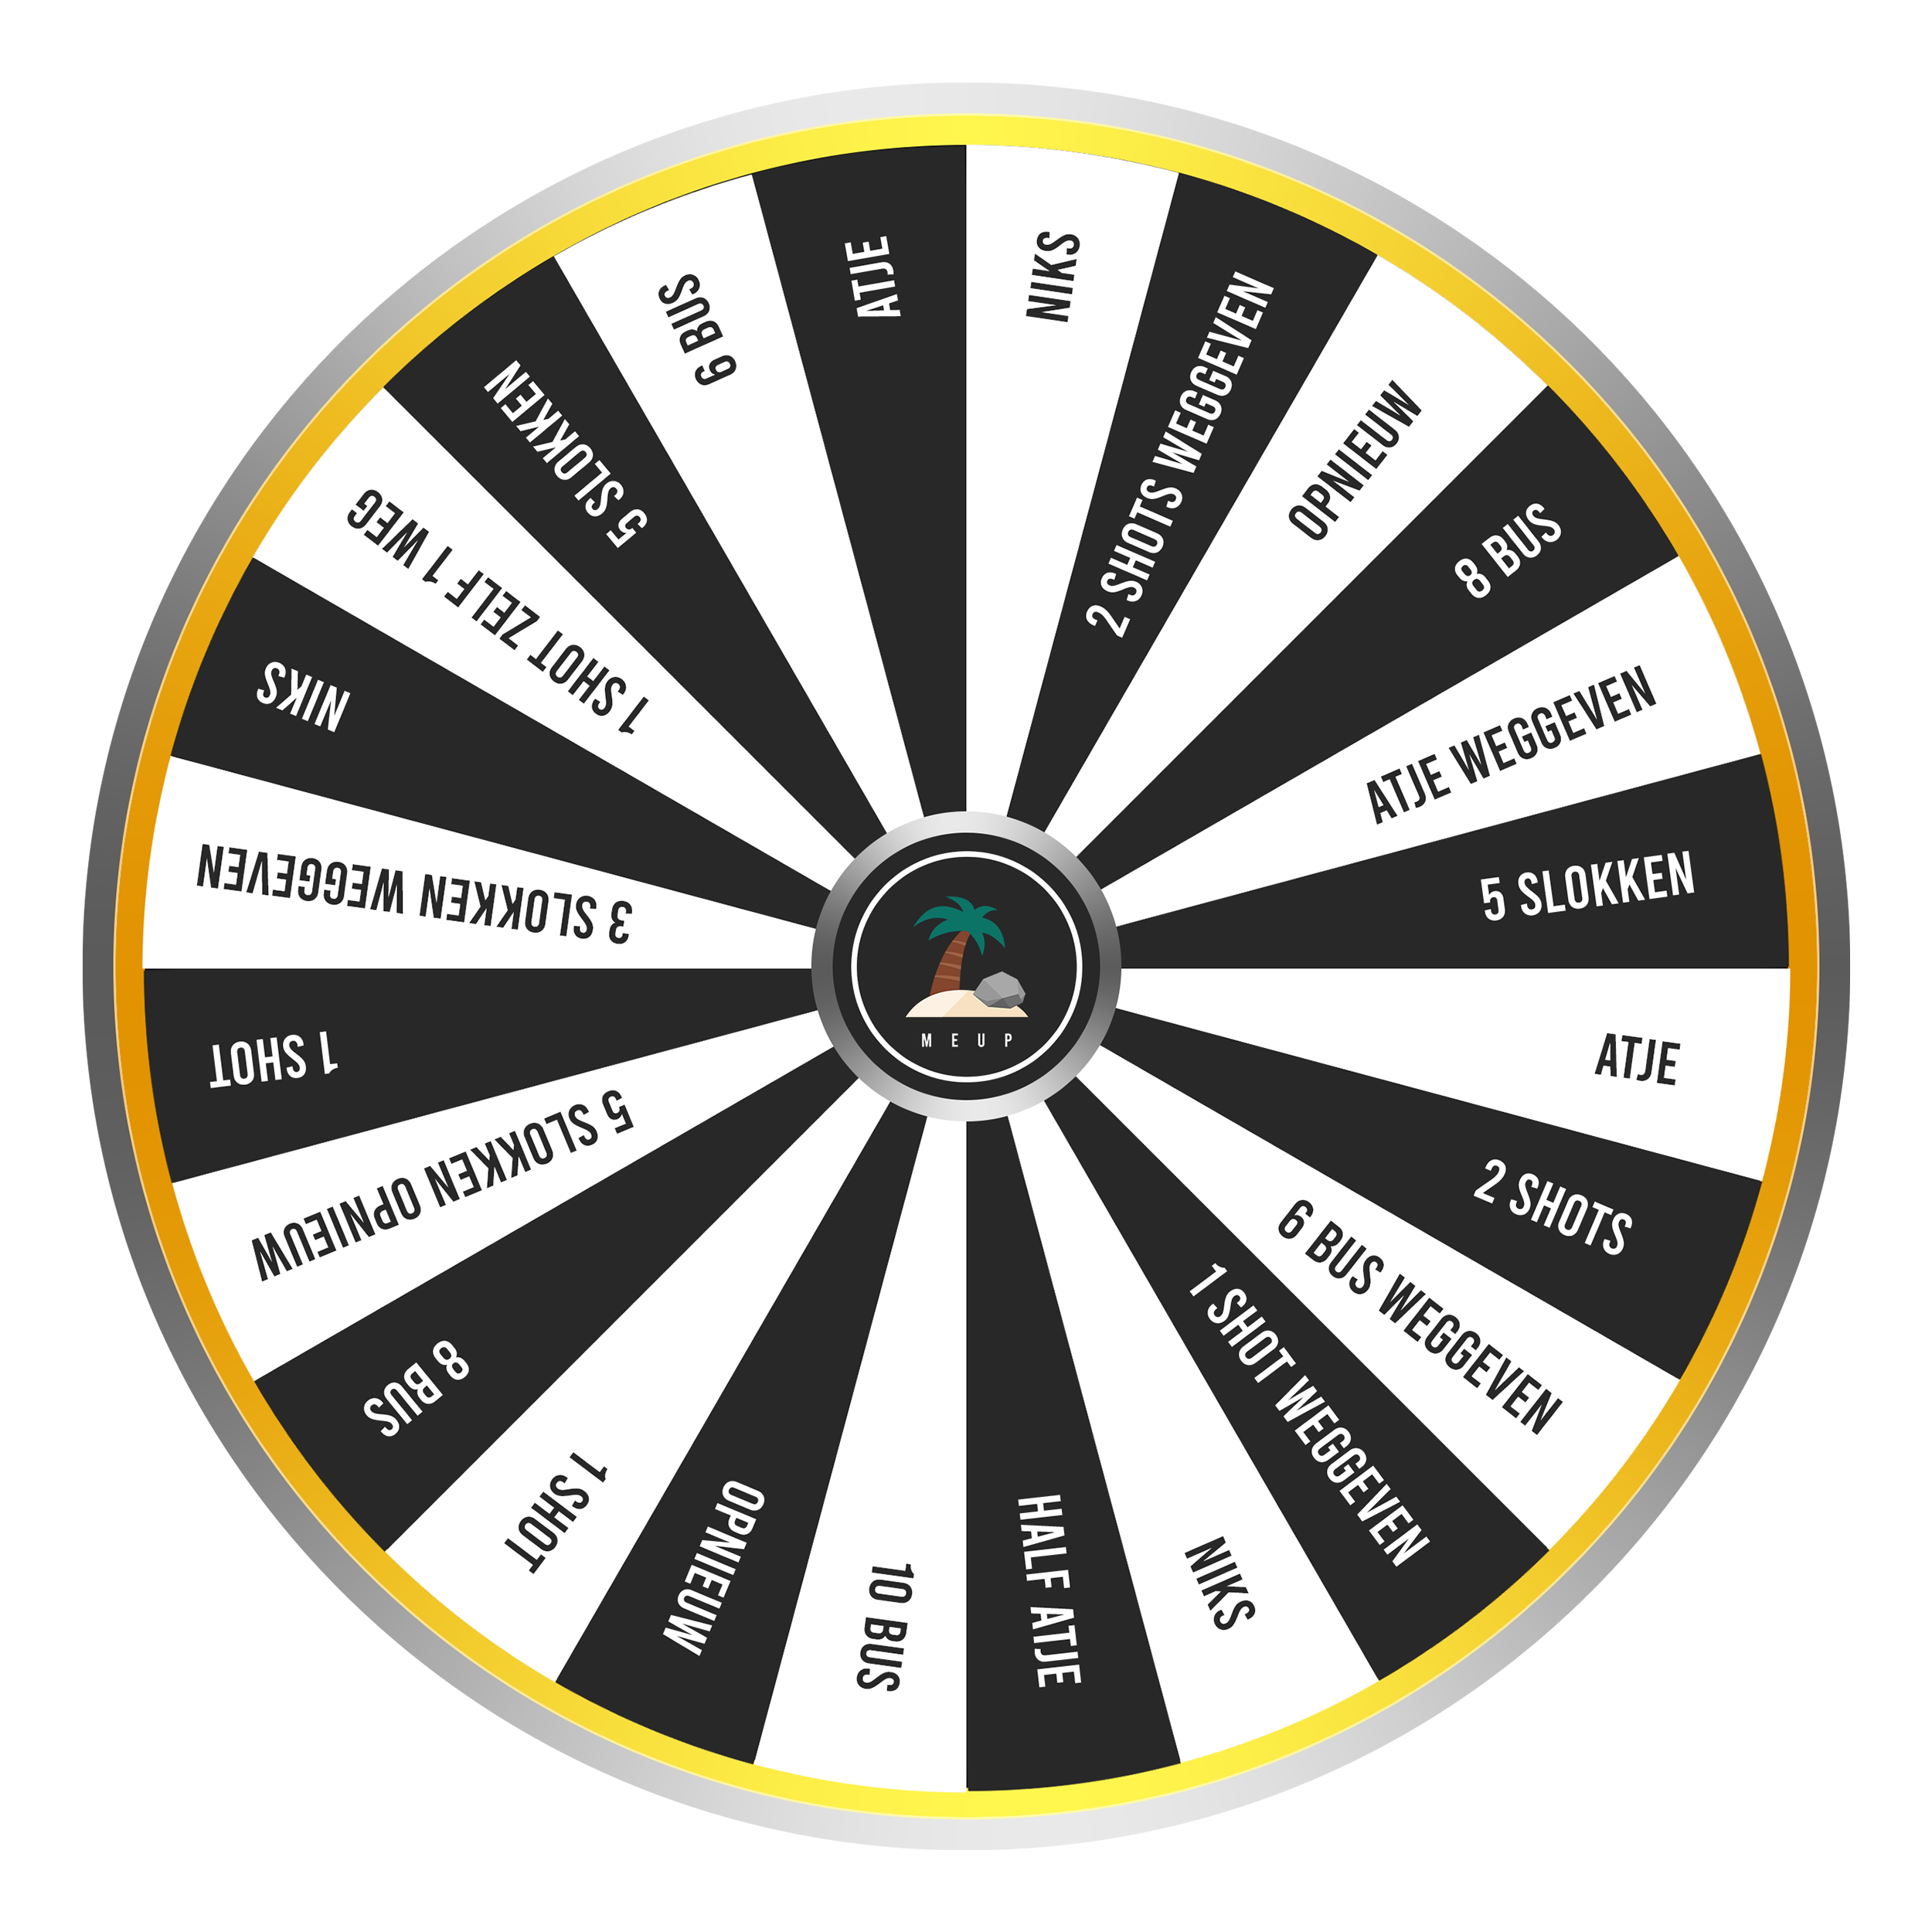 NIKS
2 SHOTS WEGGEVEN
OPNIEUW
8 BUS
ATJE WEGGEVEN
5 SLOKKEN
ATJE
2 SHOTS
6 BUS WEGGEVEN
1 SHOT WEGGEVEN
NIKS
HALF ATJE
10 BUS
OPNIEUW
1 SHOT
8 BUS
5 SLOKKEN OPNIEUW
1 SHOT
3 SLOKKEN WEGGEVEN
NIKS
1 SHOT ZELF 1 WEG
3 SLOKKEN
6 BUS
ATJE
MEUP